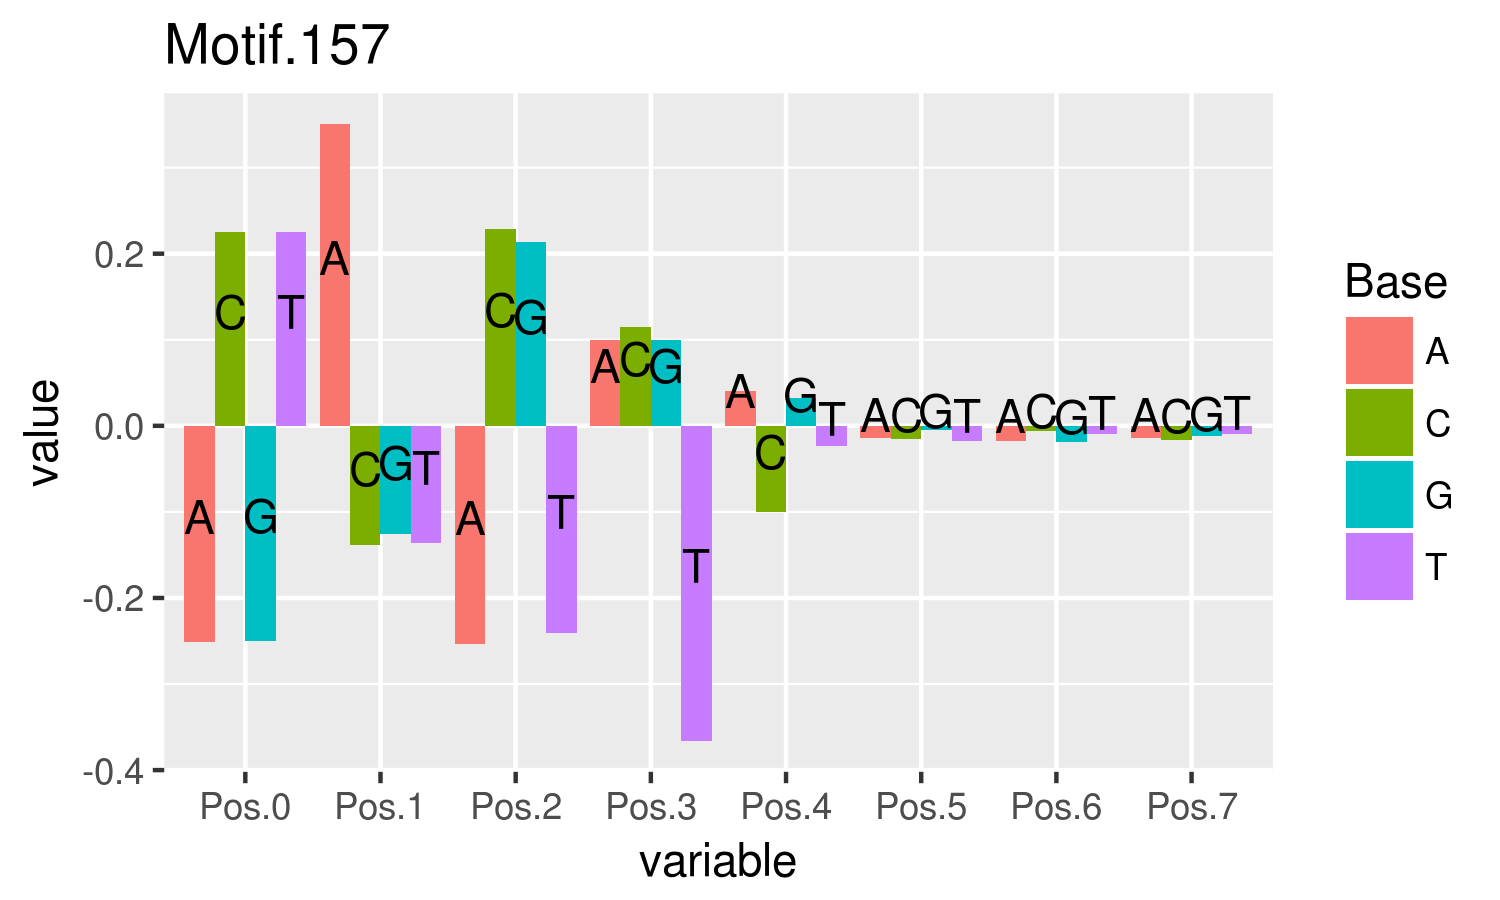 Motif.157
value
0.2
0.0
-0.2
-0.4
A C G T
A C G T
A C G T
A C G T
A C G T
A C G T
A C G T
A C G T
Pos.0 Pos.1 Pos.2 Pos.3 Pos.4 Pos.5 Pos.6 Pos.7
variable
Base
A
C
G
T